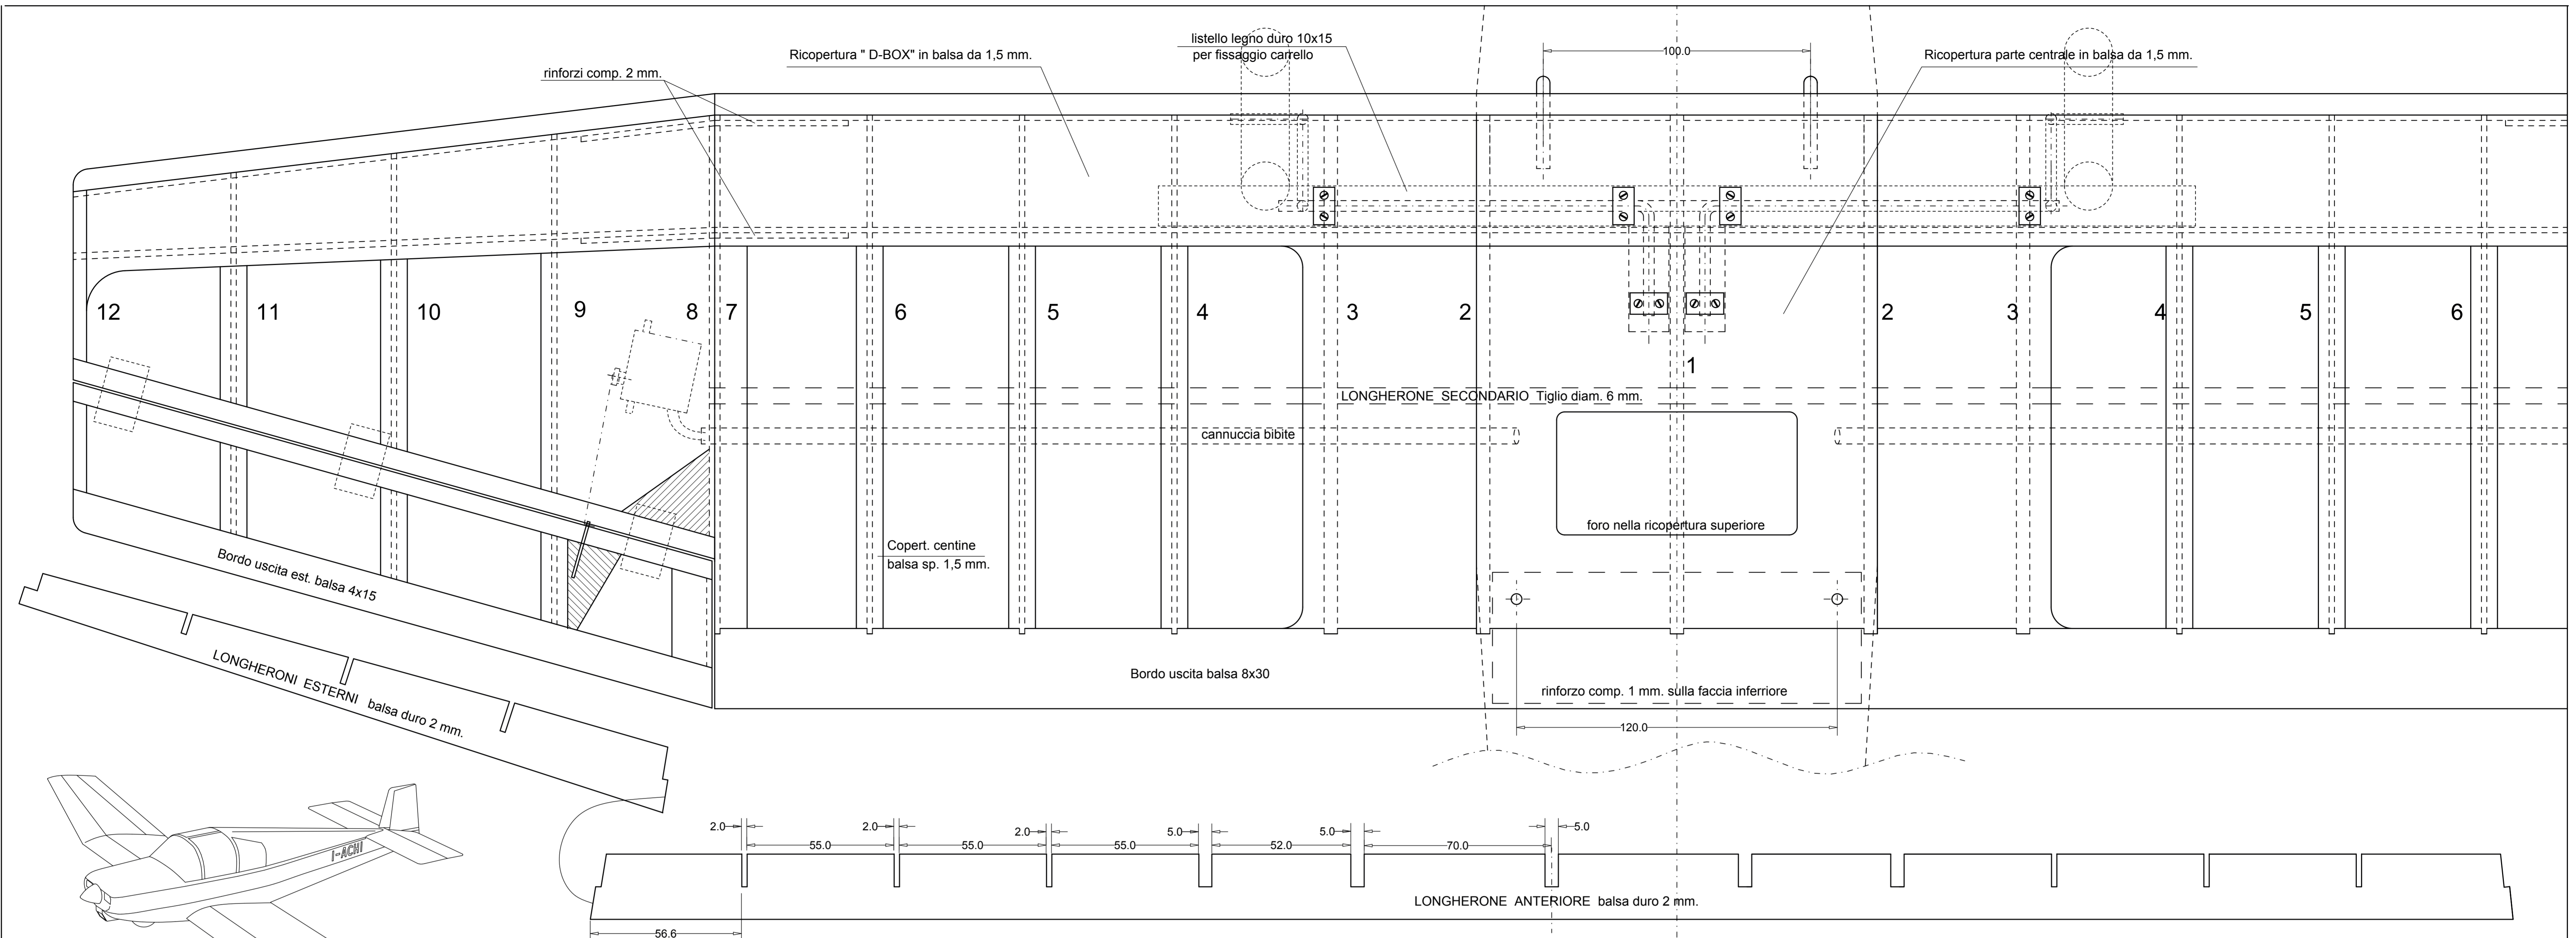 listello legno duro 10x15
per fissaggio carrello
100.0
Ricopertura " D-BOX" in balsa da 1,5 mm.
Ricopertura parte centrale in balsa da 1,5 mm.
rinforzi comp. 2 mm.
12
11
10
9
8
7
6
5
4
3
2
2
3
4
5
6
1
LONGHERONE SECONDARIO Tiglio diam. 6 mm.
cannuccia bibite
foro nella ricopertura superiore
Copert. centine
balsa sp. 1,5 mm.
Bordo uscita est. balsa 4x15
LONGHERONI ESTERNI balsa duro 2 mm.
Bordo uscita balsa 8x30
rinforzo comp. 1 mm. sulla faccia inferriore
120.0
I-ACHI
2.0
2.0
2.0
5.0
5.0
5.0
55.0
55.0
55.0
52.0
70.0
LONGHERONE ANTERIORE balsa duro 2 mm.
56.6